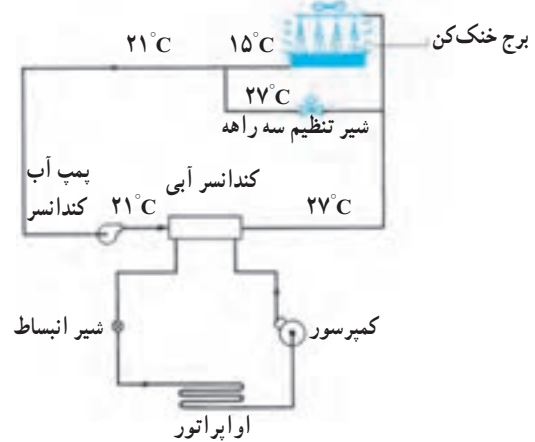 برج خنک‌کن
۱۵°C
۲۱°C
۲۷°C
شیر تنظیم سه راهه
کندانسر آبی
پمپ آب
کندانسر
۲۱°C
۲۷°C
کمپرسور
شیر انبساط
اواپراتور